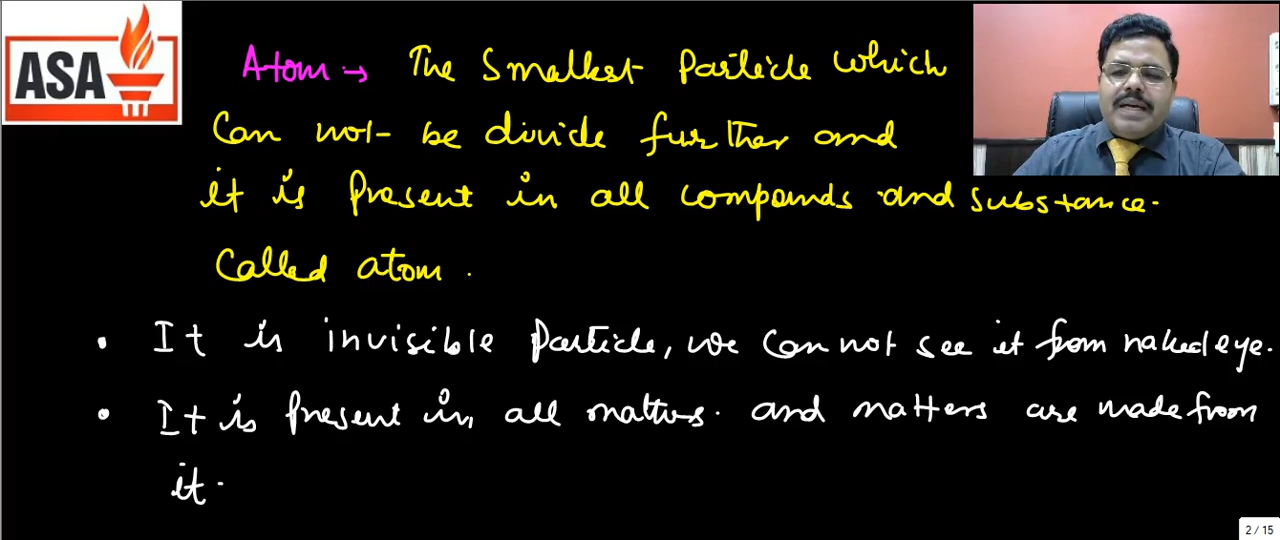 ASA
Atom → The Smallest Particle which
Can not be divide further and
it is Present in all compounds and substance.
Called atom.
• It is invisible Particle, we can not see it from naked eye.
• It is Present in all matters. and matters are made from
it.
2 / 15